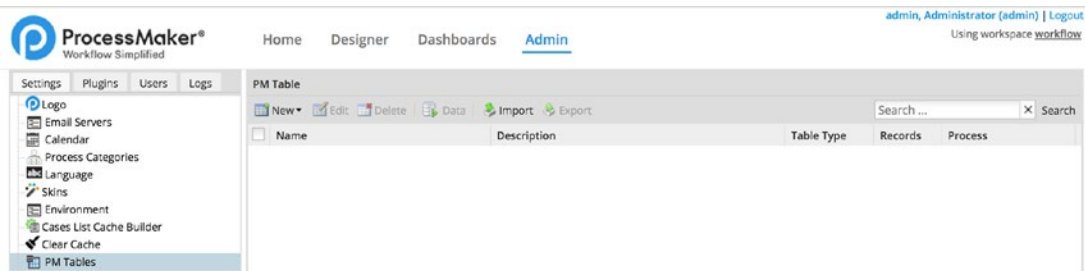 admin, Administrator (admin) | Logout
Using workspace workflow
ProcessMaker®
Workflow Simplified
Home Designer Dashboards Admin
Settings Plugins Users Logs
Logo
Email Servers
Calendar
Process Categories
abc Language
Skins
Environment
Cases List Cache Builder
Clear Cache
PM Tables
PM Table
New Edit Delete Data Import Export Search ... Search
Name Description Table Type Records Process